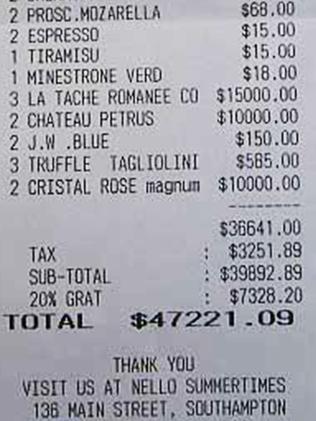 2 PROSC.MOZARELLA $68.00
2 ESPRESSO $15.00
1 TIRAMISU $15.00
1 MINESTRONE VERD $18.00
3 LA TACHE ROMANEE CO $15000.00
2 CHATEAU PETRUS $10000.00
2 J.W .BLUE $150.00
3 TRUFFLE TAGLIOLINI $585.00
2 CRISTAL ROSE magnum $10000.00
--------
$36641.00
TAX : $3251.89
SUB-TOTAL : $39892.89
20% GRAT : $7328.20
TOTAL $47221.09
THANK YOU
VISIT US AT NELLO SUMMERTIMES
136 MAIN STREET, SOUTHAMPTON